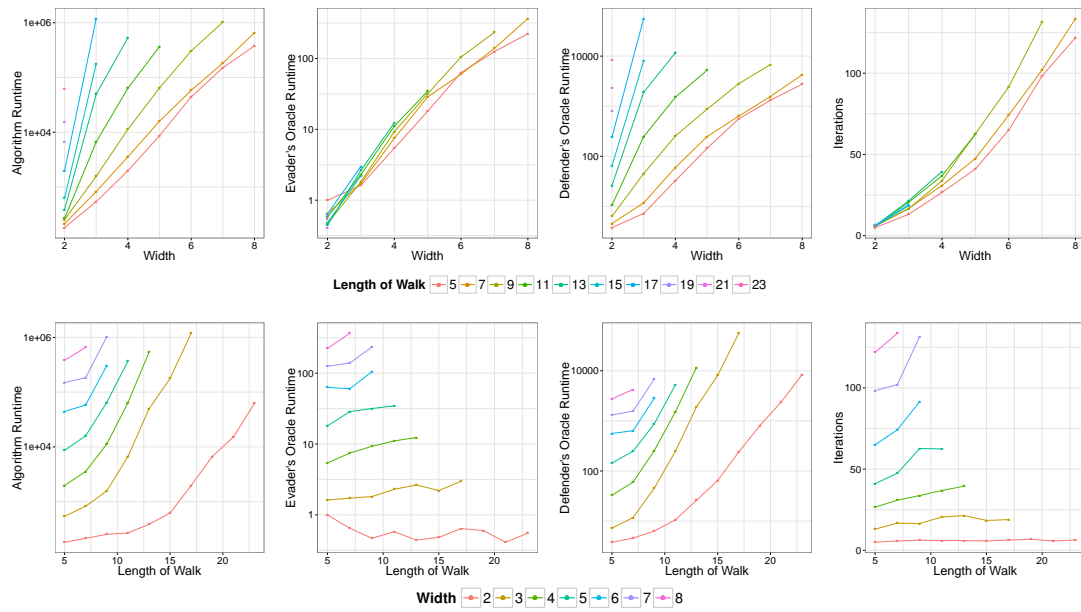 Algorithm Runtime
1e+06
1e+04
2 4 6 8
Width
Evader's Oracle Runtime
100
10
1
2 4 6 8
Width
Defender's Oracle Runtime
10000
100
2 4 6 8
Width
Iterations
100
50
0
2 4 6 8
Width
Length of Walk 5 7 9 11 13 15 17 19 21 23
Algorithm Runtime
1e+06
1e+04
5 10 15 20
Length of Walk
Evader's Oracle Runtime
100
10
1
5 10 15 20
Length of Walk
Defender's Oracle Runtime
10000
100
5 10 15 20
Length of Walk
Iterations
100
50
0
5 10 15 20
Length of Walk
Width 2 3 4 5 6 7 8